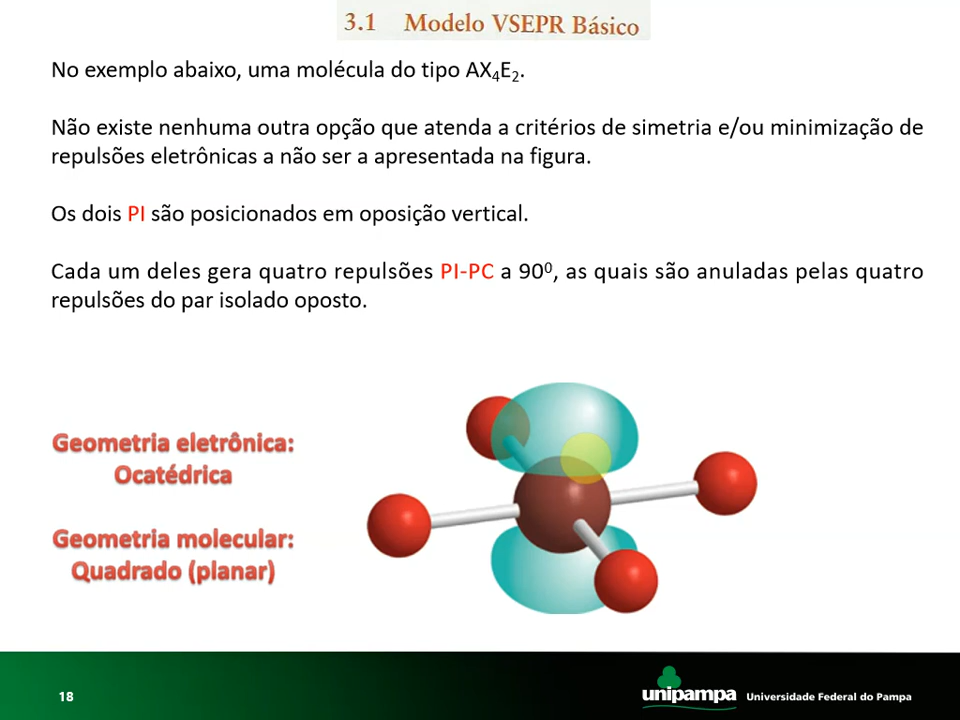 3.1 Modelo VSEPR Básico
No exemplo abaixo, uma molécula do tipo AX₄E₂.
Não existe nenhuma outra opção que atenda a critérios de simetria e/ou minimização de
repulsões eletrônicas a não ser a apresentada na figura.
Os dois PI são posicionados em oposição vertical.
Cada um deles gera quatro repulsões PI-PC a 90⁰, as quais são anuladas pelas quatro
repulsões do par isolado oposto.
Geometria eletrônica:
Ocatédrica
Geometria molecular:
Quadrado (planar)
18
unipampa
Universidade Federal do Pampa